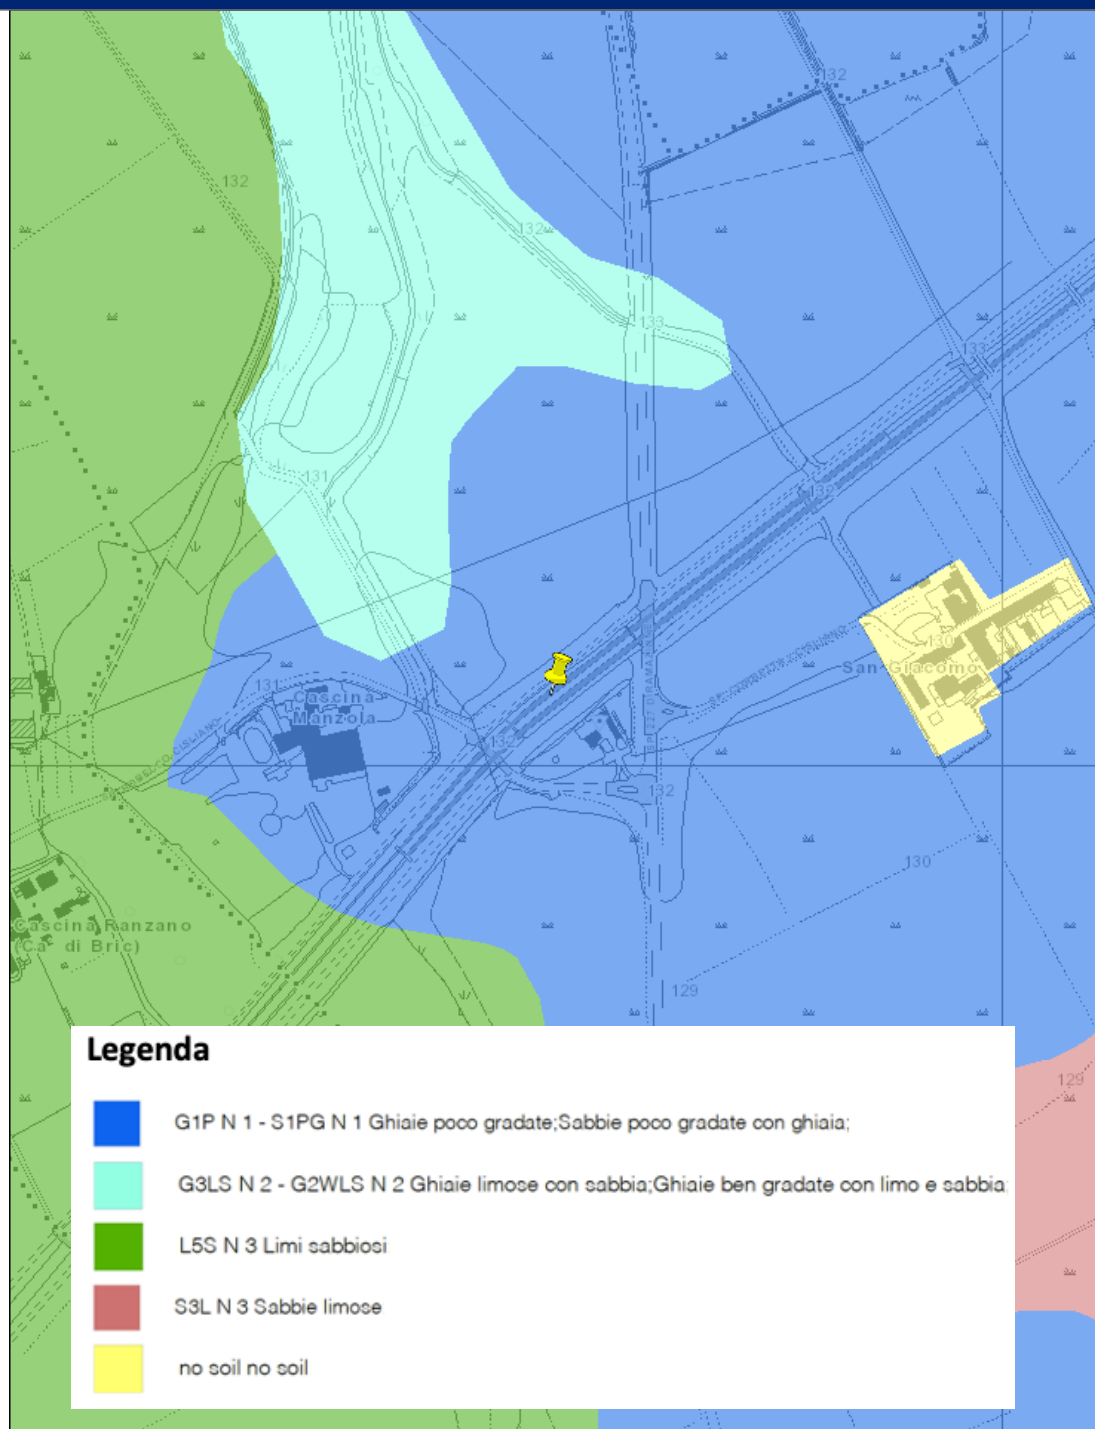 132
132
132
133
133
131
132
130
San Giacomo
131
Cascina
Manzola
132
130
Cascina Ranzano
(Ca' di Bric)
129
129
Legenda
G1P N 1 - S1PG N 1 Ghiaie poco gradate;Sabbie poco gradate con ghiaia;
G3LS N 2 - G2WLS N 2 Ghiaie limose con sabbia;Ghiaie ben gradate con limo e sabbia
L5S N 3 Limi sabbiosi
S3L N 3 Sabbie limose
no soil no soil